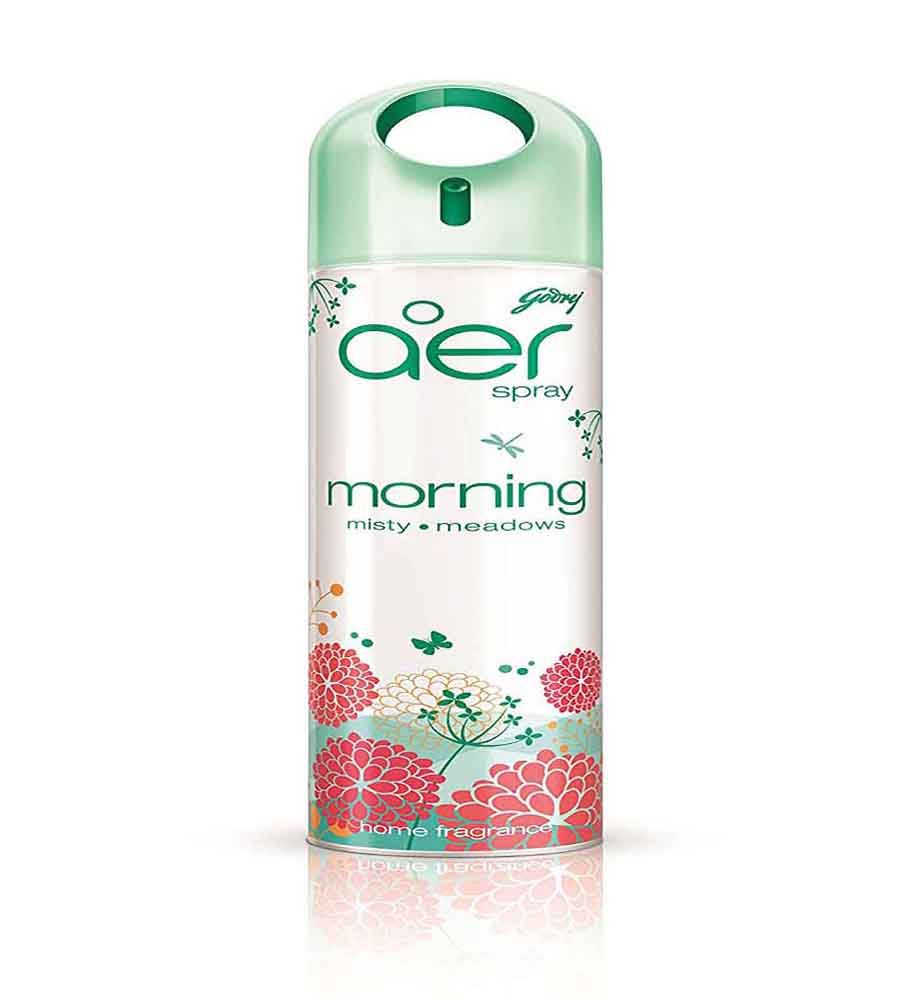 Godrej
aer
spray
morning
misty • meadows
home fragrance